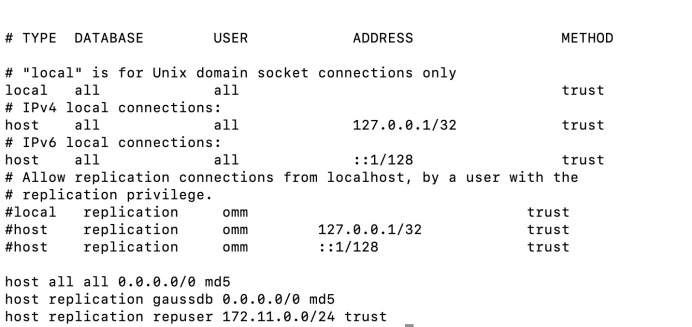 # TYPE  DATABASE        USER            ADDRESS                 METHOD
# "local" is for Unix domain socket connections only
local   all             all                                     trust
# IPv4 local connections:
host    all             all             127.0.0.1/32            trust
# IPv6 local connections:
host    all             all             ::1/128                 trust
# Allow replication connections from localhost, by a user with the
# replication privilege.
#local   replication     omm                                trust
#host    replication     omm        127.0.0.1/32            trust
#host    replication     omm        ::1/128                 trust
host all all 0.0.0.0/0 md5
host replication gaussdb 0.0.0.0/0 md5
host replication repuser 172.11.0.0/24 trust